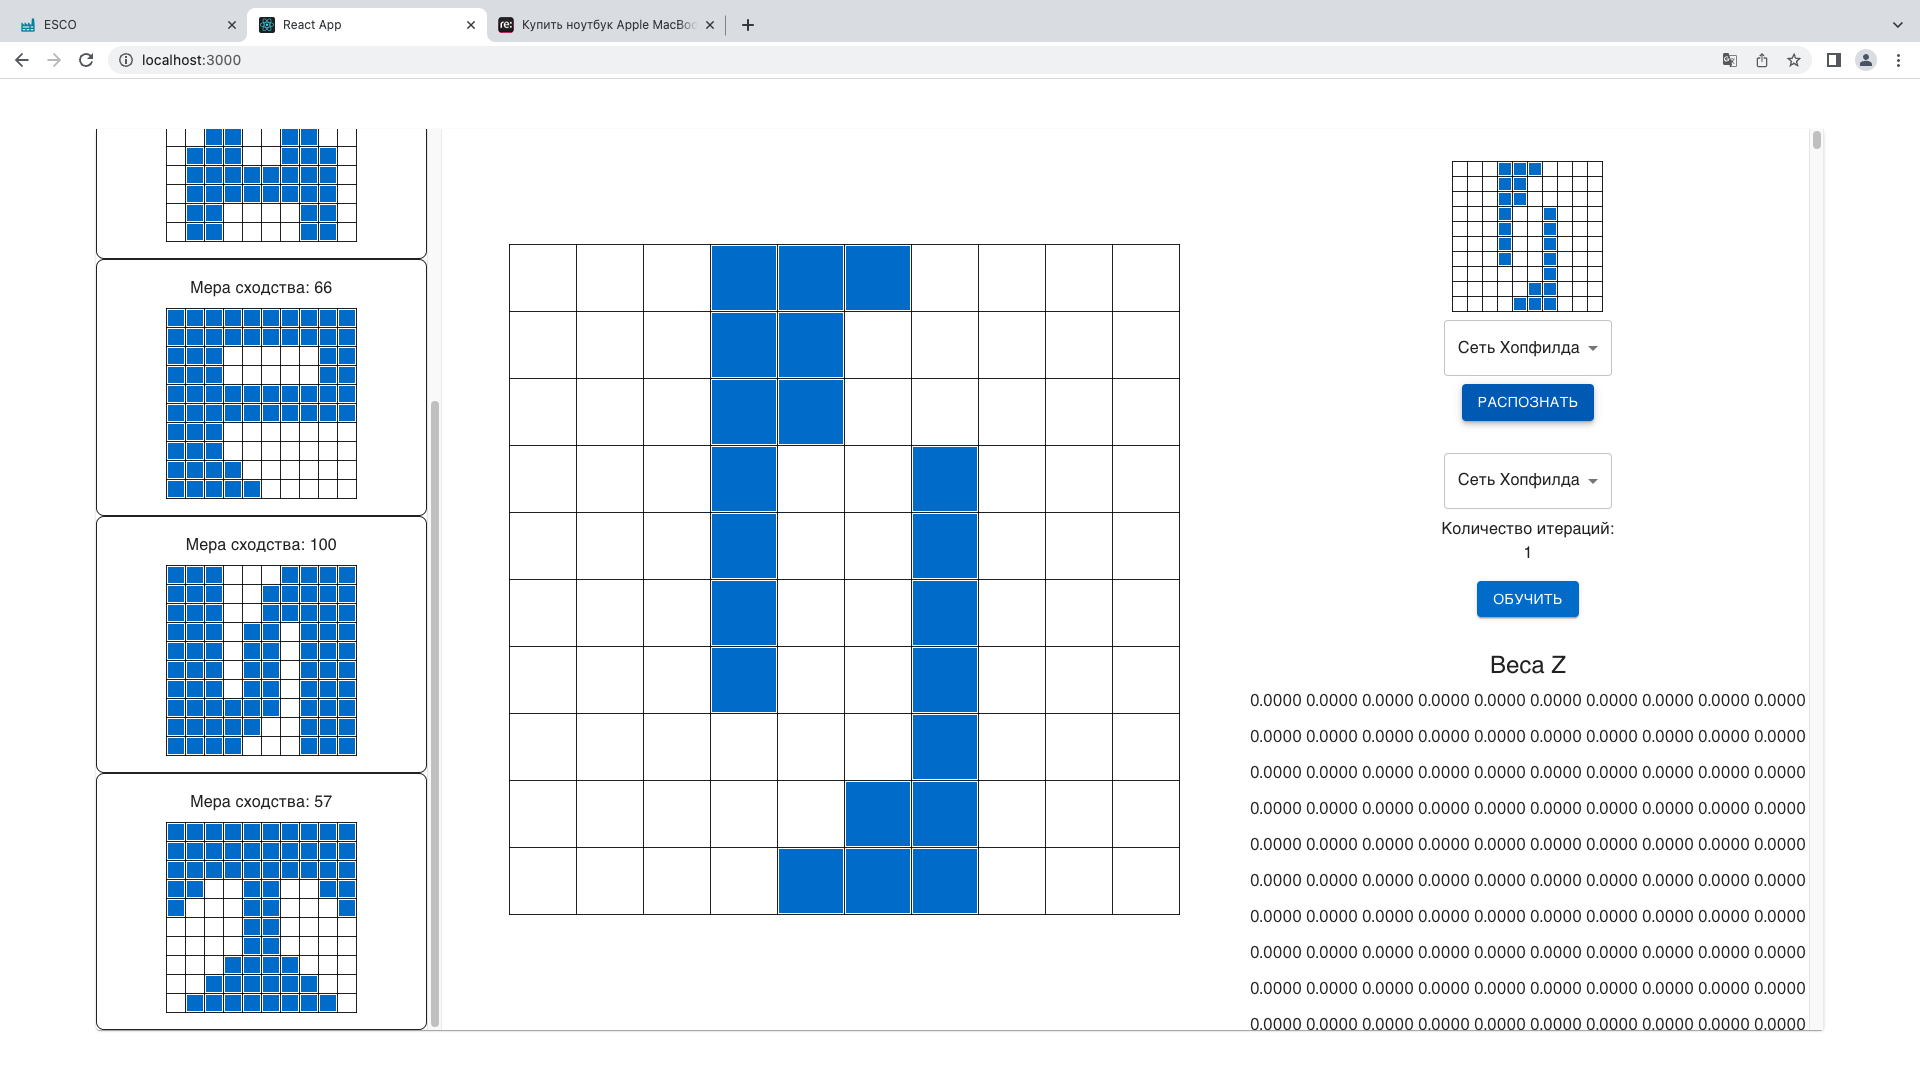 ESCO
React App
re: Купить ноутбук Apple MacBo
localhost:3000
Мера сходства: 66
Мера сходства: 100
Мера сходства: 57
Сеть Хопфилда
РАСПОЗНАТЬ
Сеть Хопфилда
Количество итераций:
1
ОБУЧИТЬ
Веса Z
0.0000 0.0000 0.0000 0.0000 0.0000 0.0000 0.0000 0.0000 0.0000 0.0000
0.0000 0.0000 0.0000 0.0000 0.0000 0.0000 0.0000 0.0000 0.0000 0.0000
0.0000 0.0000 0.0000 0.0000 0.0000 0.0000 0.0000 0.0000 0.0000 0.0000
0.0000 0.0000 0.0000 0.0000 0.0000 0.0000 0.0000 0.0000 0.0000 0.0000
0.0000 0.0000 0.0000 0.0000 0.0000 0.0000 0.0000 0.0000 0.0000 0.0000
0.0000 0.0000 0.0000 0.0000 0.0000 0.0000 0.0000 0.0000 0.0000 0.0000
0.0000 0.0000 0.0000 0.0000 0.0000 0.0000 0.0000 0.0000 0.0000 0.0000
0.0000 0.0000 0.0000 0.0000 0.0000 0.0000 0.0000 0.0000 0.0000 0.0000
0.0000 0.0000 0.0000 0.0000 0.0000 0.0000 0.0000 0.0000 0.0000 0.0000
0.0000 0.0000 0.0000 0.0000 0.0000 0.0000 0.0000 0.0000 0.0000 0.0000